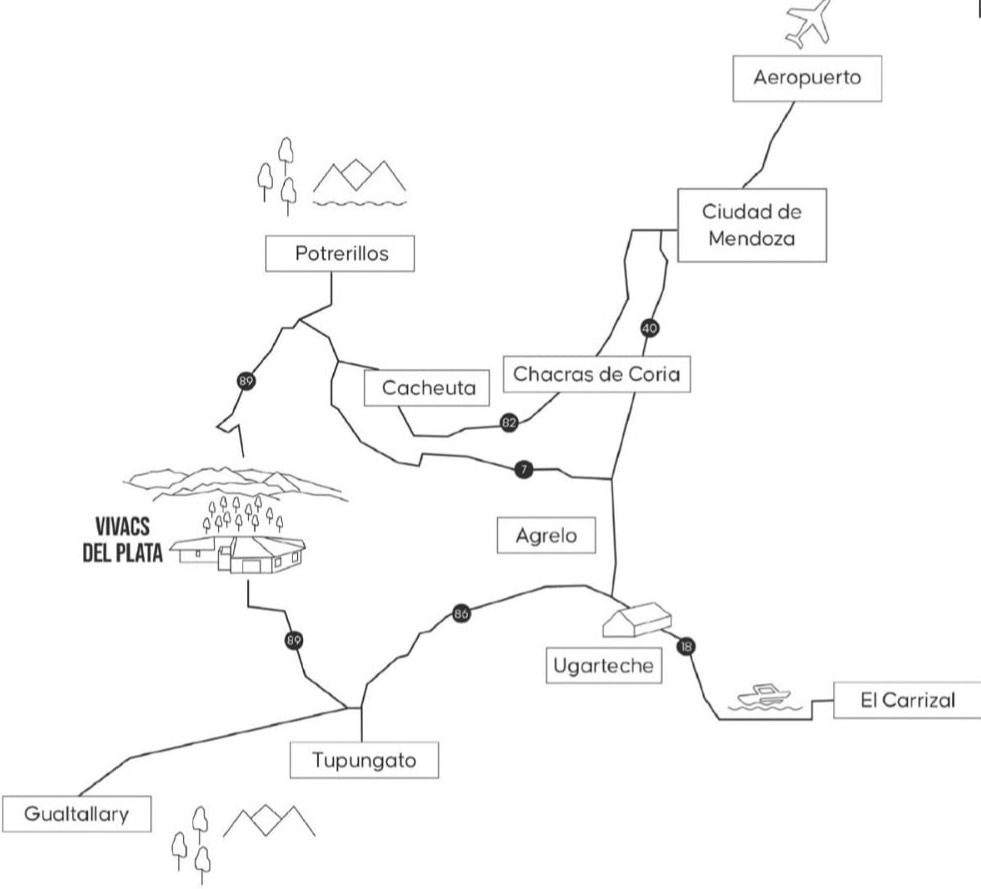 Aeropuerto
Ciudad de
Mendoza
Potrerillos
40
89
Cacheuta
Chacras de Coria
82
7
VIVACS
DEL PLATA
Agrelo
86
89
18
Ugarteche
El Carrizal
Tupungato
Gualtallary